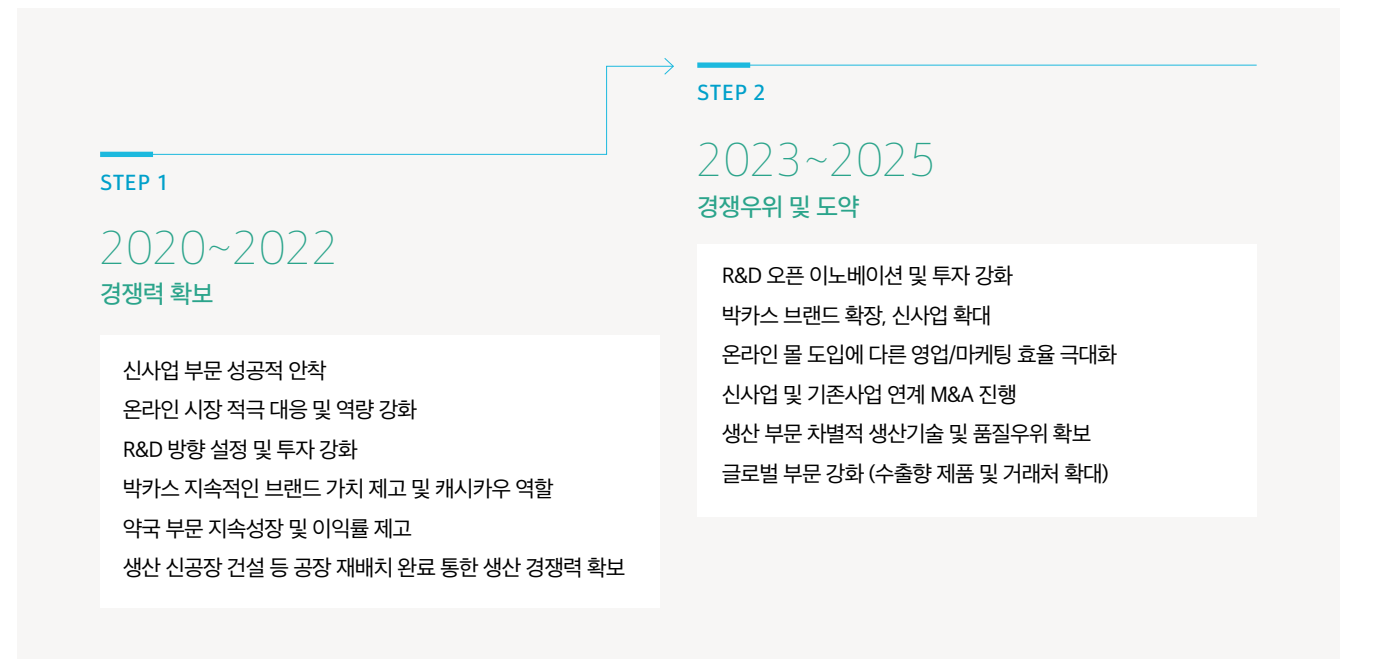 STEP 1
2020~2022
경쟁력 확보
신사업 부문 성공적 안착
온라인 시장 적극 대응 및 역량 강화
R&D 방향 설정 및 투자 강화
박카스 지속적인 브랜드 가치 제고 및 캐시카우 역할
약국 부문 지속성장 및 이익률 제고
생산 신공장 건설 등 공장 재배치 완료 통한 생산 경쟁력 확보
STEP 2
2023~2025
경쟁우위 및 도약
R&D 오픈 이노베이션 및 투자 강화
박카스 브랜드 확장, 신사업 확대
온라인 몰 도입에 다른 영업/마케팅 효율 극대화
신사업 및 기존사업 연계 M&A 진행
생산 부문 차별적 생산기술 및 품질우위 확보
글로벌 부문 강화 (수출향 제품 및 거래처 확대)